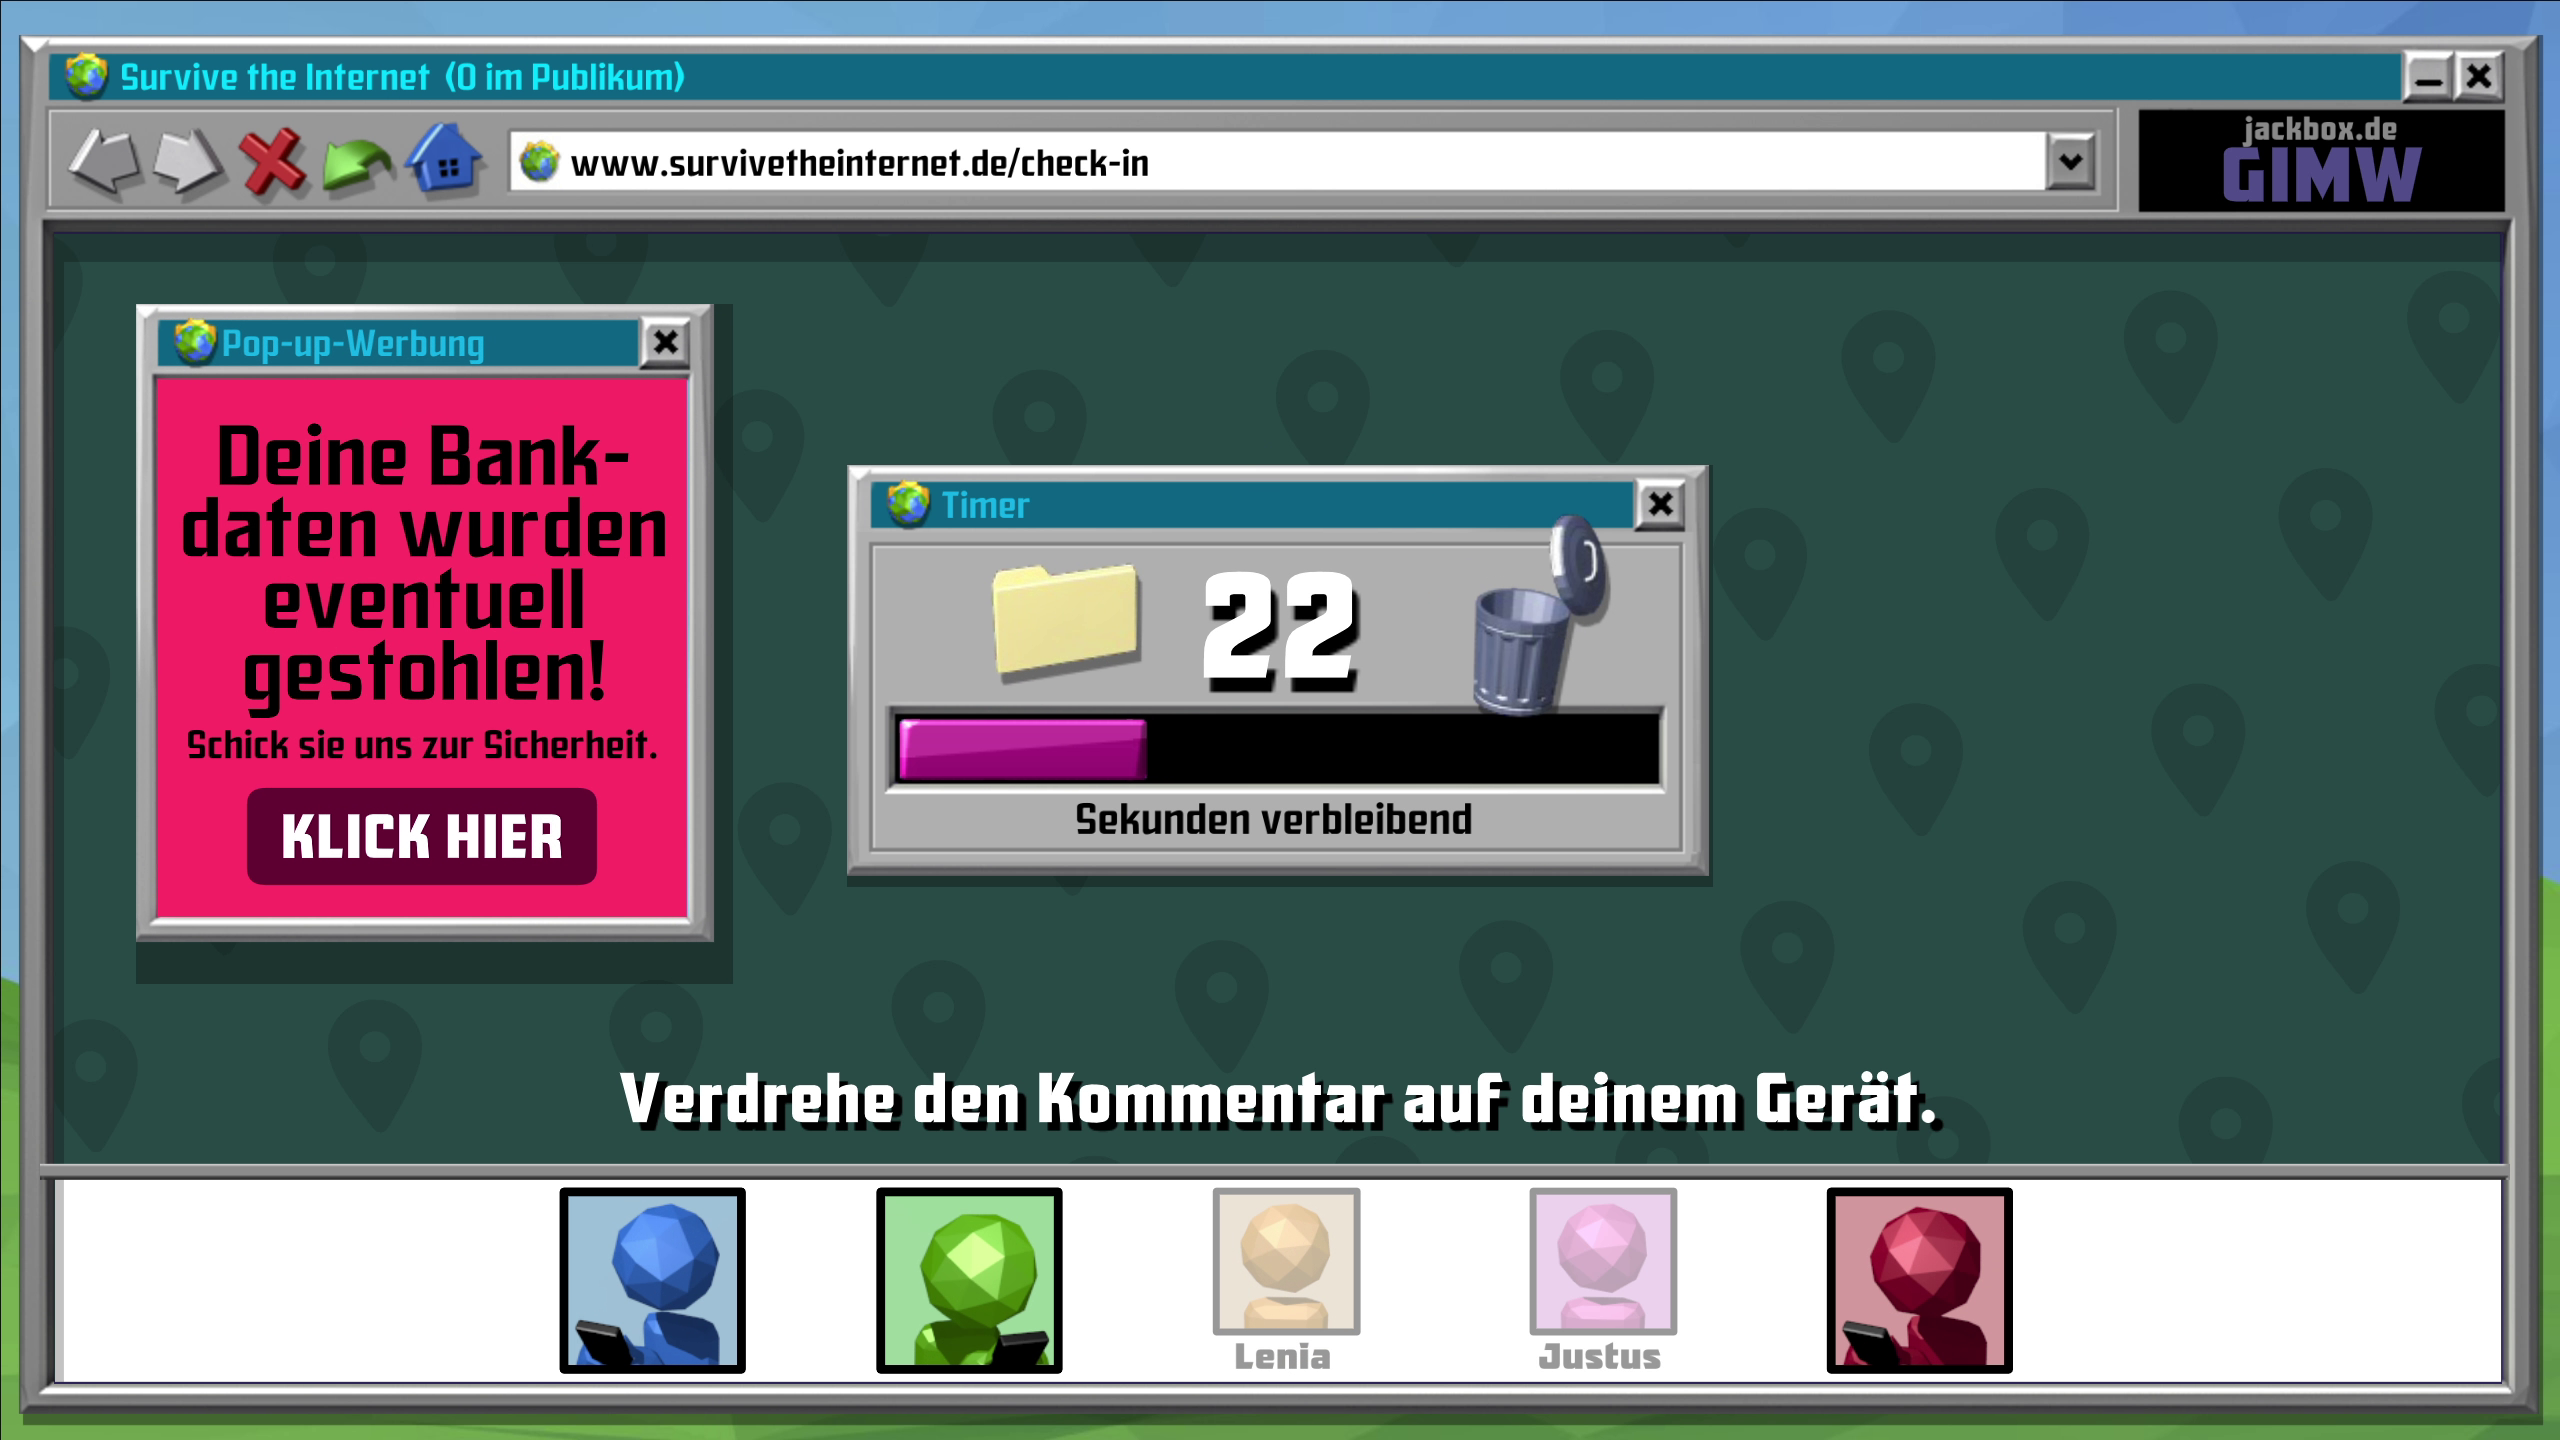 Survive the Internet (0 im Publikum)
www.survivetheinternet.de/check-in
jackbox.de
GIMW
Pop-up-Werbung
Deine Bank-
daten wurden
eventuell
gestohlen!
Schick sie uns zur Sicherheit.
KLICK HIER
Timer
22
Sekunden verbleibend
Verdrehe den Kommentar auf deinem Gerät.
Lenia
Justus